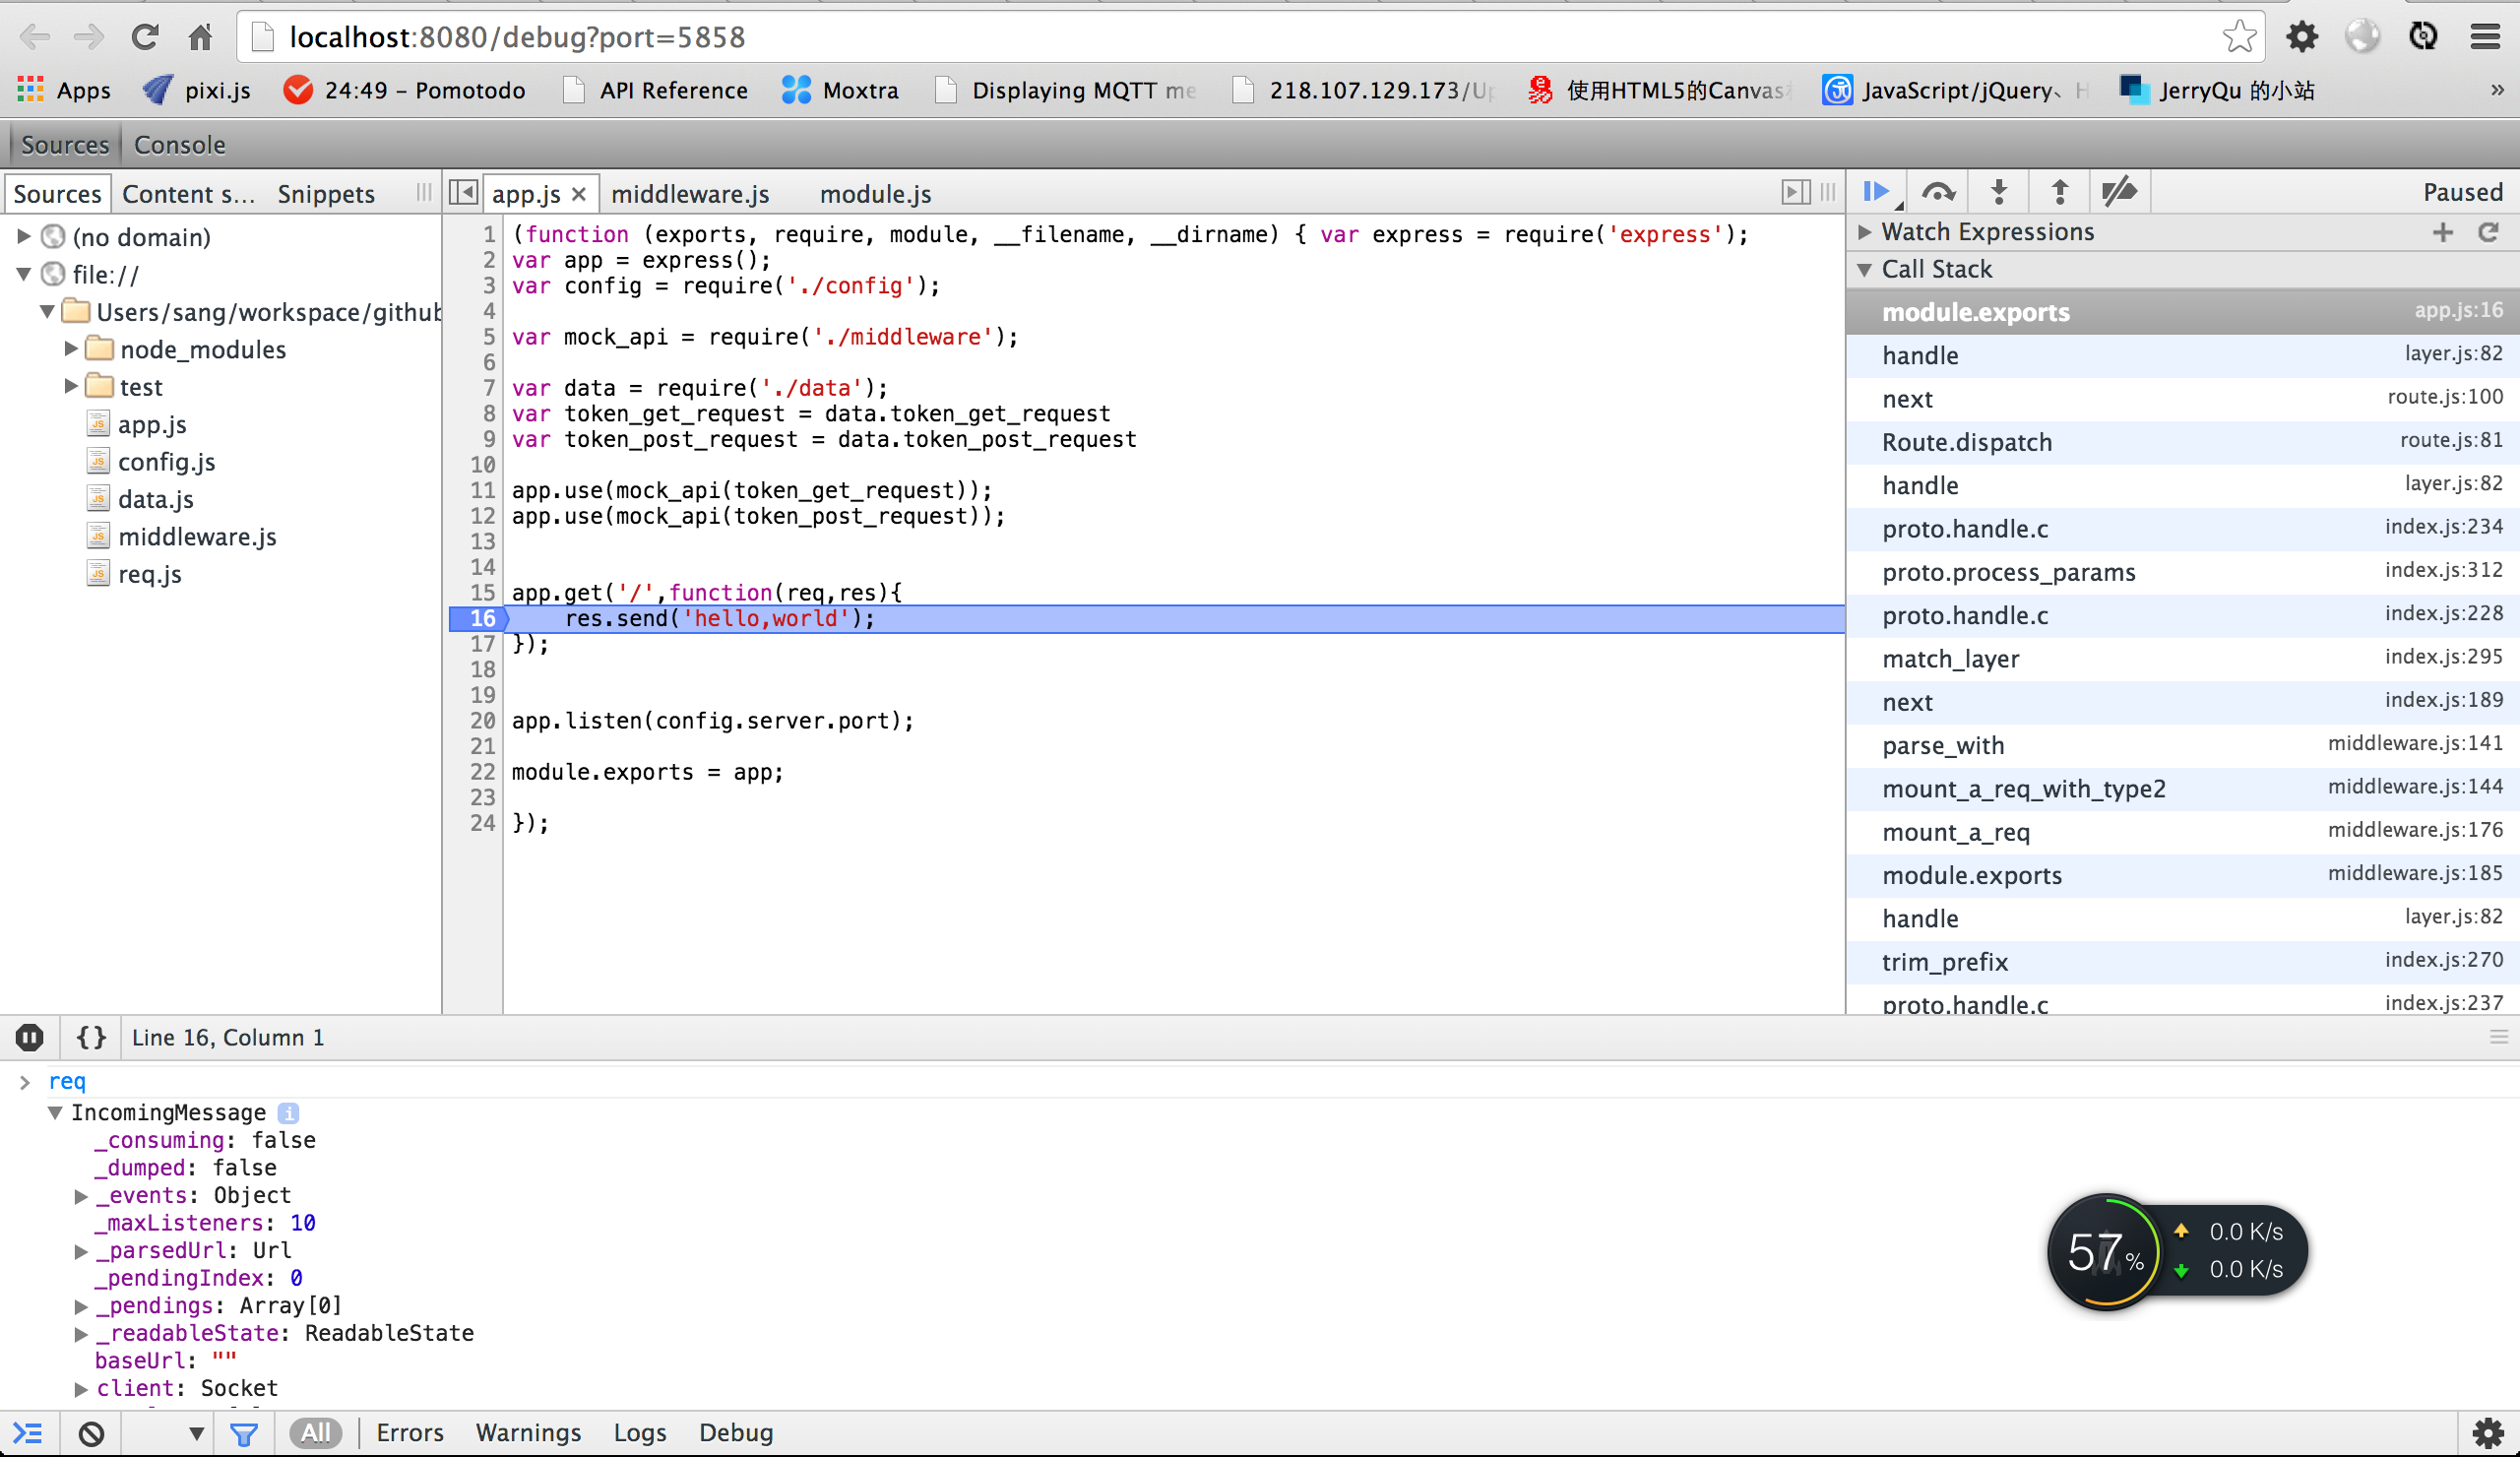 localhost:8080/debug?port=5858
Apps pixi.js 24:49 – Pomotodo API Reference Moxtra Displaying MQTT me 218.107.129.173/Up 使用HTML5的Canvas JavaScript/jQuery、H JerryQu 的小站 »
Sources Console
Sources Content s… Snippets app.js × middleware.js module.js Paused
(no domain)
file://
Users/sang/workspace/github
node_modules
test
app.js
config.js
data.js
middleware.js
req.js
1 (function (exports, require, module, __filename, __dirname) { var express = require('express');
2 var app = express();
3 var config = require('./config');
4
5 var mock_api = require('./middleware');
6
7 var data = require('./data');
8 var token_get_request = data.token_get_request
9 var token_post_request = data.token_post_request
10
11 app.use(mock_api(token_get_request));
12 app.use(mock_api(token_post_request));
13
14
15 app.get('/',function(req,res){
16 res.send('hello,world');
17 });
18
19
20 app.listen(config.server.port);
21
22 module.exports = app;
23
24 });
Watch Expressions
Call Stack
module.exports app.js:16
handle layer.js:82
next route.js:100
Route.dispatch route.js:81
handle layer.js:82
proto.handle.c index.js:234
proto.process_params index.js:312
proto.handle.c index.js:228
match_layer index.js:295
next index.js:189
parse_with middleware.js:141
mount_a_req_with_type2 middleware.js:144
mount_a_req middleware.js:176
module.exports middleware.js:185
handle layer.js:82
trim_prefix index.js:270
proto.handle.c index.js:237
{} Line 16, Column 1
> req
IncomingMessage i
_consuming: false
_dumped: false
_events: Object
_maxListeners: 10
_parsedUrl: Url
_pendingIndex: 0
_pendings: Array[0]
_readableState: ReadableState
baseUrl: ""
client: Socket
57% 0.0 K/s
0.0 K/s
All Errors Warnings Logs Debug